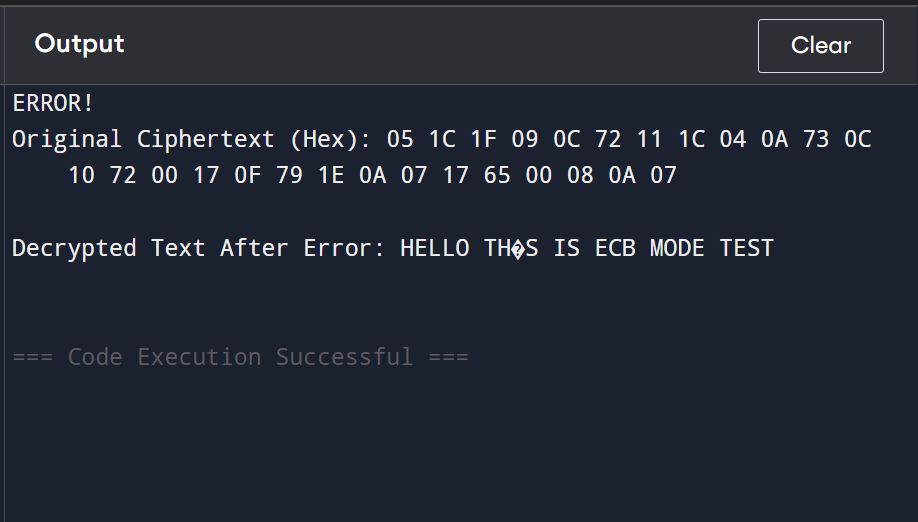 Output
Clear
ERROR!
Original Ciphertext (Hex): 05 1C 1F 09 0C 72 11 1C 04 0A 73 0C
10 72 00 17 0F 79 1E 0A 07 17 65 00 08 0A 07
Decrypted Text After Error: HELLO TH�S IS ECB MODE TEST
=== Code Execution Successful ===